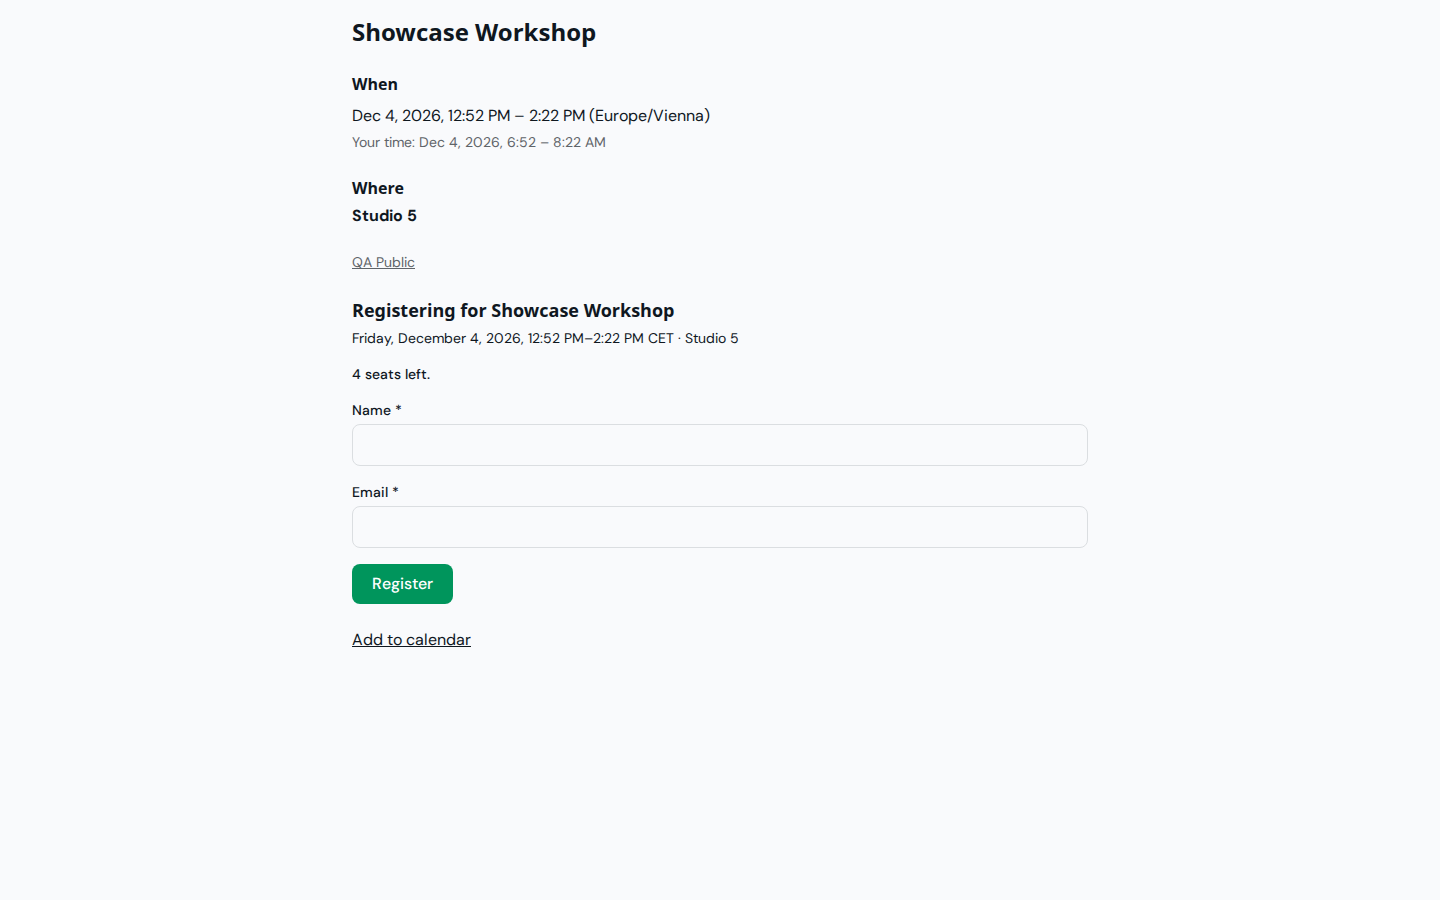 Showcase Workshop
When
Dec 4, 2026, 12:52 PM – 2:22 PM (Europe/Vienna)
Your time: Dec 4, 2026, 6:52 – 8:22 AM
Where
Studio 5
QA Public
Registering for Showcase Workshop
Friday, December 4, 2026, 12:52 PM–2:22 PM CET · Studio 5
4 seats left.
Name *
Email *
Register
Add to calendar